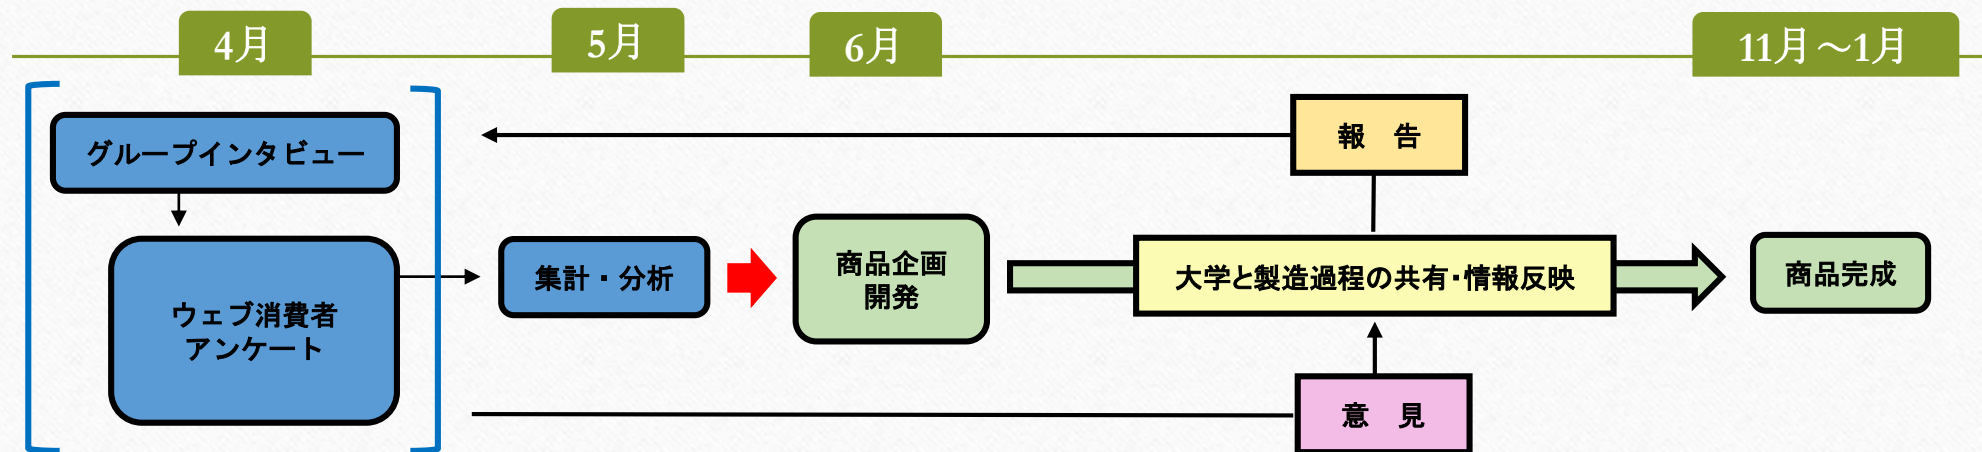 4月
5月
6月
11月～1月
グループインタビュー
報　告
ウェブ消費者
アンケート
集計・分析
商品企画
開発
大学と製造過程の共有・情報反映
商品完成
意　見